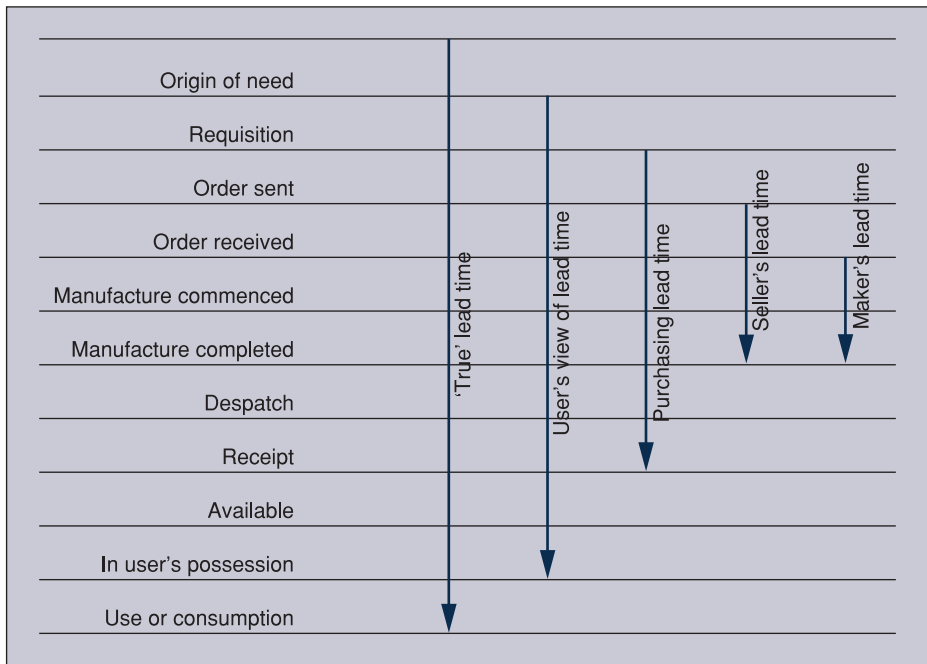 Origin of need
Requisition
Order sent
Order received
Manufacture commenced
Manufacture completed
Despatch
Receipt
Available
In user's possession
Use or consumption
‘True’ lead time
User's view of lead time
Purchasing lead time
Seller's lead time
Maker's lead time